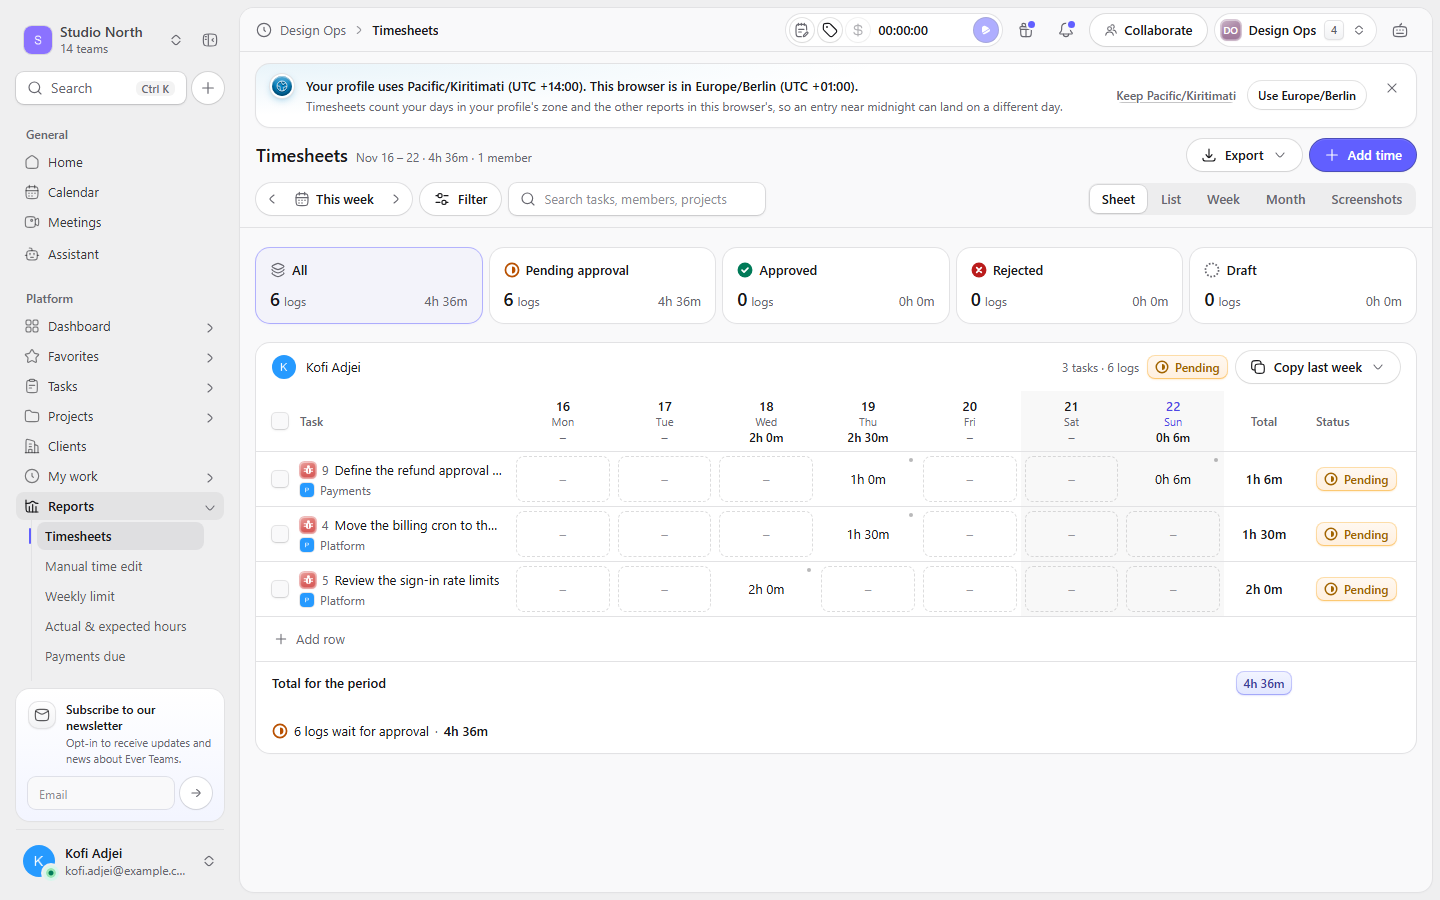 S
Studio North
14 teams
Search
Ctrl K
General
Home
Calendar
Meetings
Assistant
Platform
Dashboard
Favorites
Tasks
Projects
Clients
My work
Reports
Timesheets
Manual time edit
Weekly limit
Actual & expected hours
Payments due
Subscribe to our
newsletter
Opt-in to receive updates and
news about Ever Teams.
Email
K
Kofi Adjei
kofi.adjei@example.c...
Design Ops
Timesheets
$
00:00:00
Collaborate
DO
Design Ops
4
Your profile uses Pacific/Kiritimati (UTC +14:00). This browser is in Europe/Berlin (UTC +01:00).
Timesheets count your days in your profile's zone and the other reports in this browser's, so an entry near midnight can land on a different day.
Keep Pacific/Kiritimati
Use Europe/Berlin
Timesheets
Nov 16 – 22 · 4h 36m · 1 member
Export
Add time
This week
Filter
Search tasks, members, projects
Sheet
List
Week
Month
Screenshots
All
6 logs
4h 36m
Pending approval
6 logs
4h 36m
Approved
0 logs
0h 0m
Rejected
0 logs
0h 0m
Draft
0 logs
0h 0m
K
Kofi Adjei
3 tasks · 6 logs
Pending
Copy last week
Task
16
Mon
–
17
Tue
–
18
Wed
2h 0m
19
Thu
2h 30m
20
Fri
–
21
Sat
–
22
Sun
0h 6m
Total
Status
9 Define the refund approval ...
P Payments
–
–
–
1h 0m
–
–
0h 6m
1h 6m
Pending
4 Move the billing cron to th...
P Platform
–
–
–
1h 30m
–
–
–
1h 30m
Pending
5 Review the sign-in rate limits
P Platform
–
–
2h 0m
–
–
–
–
2h 0m
Pending
Add row
Total for the period
4h 36m
6 logs wait for approval · 4h 36m